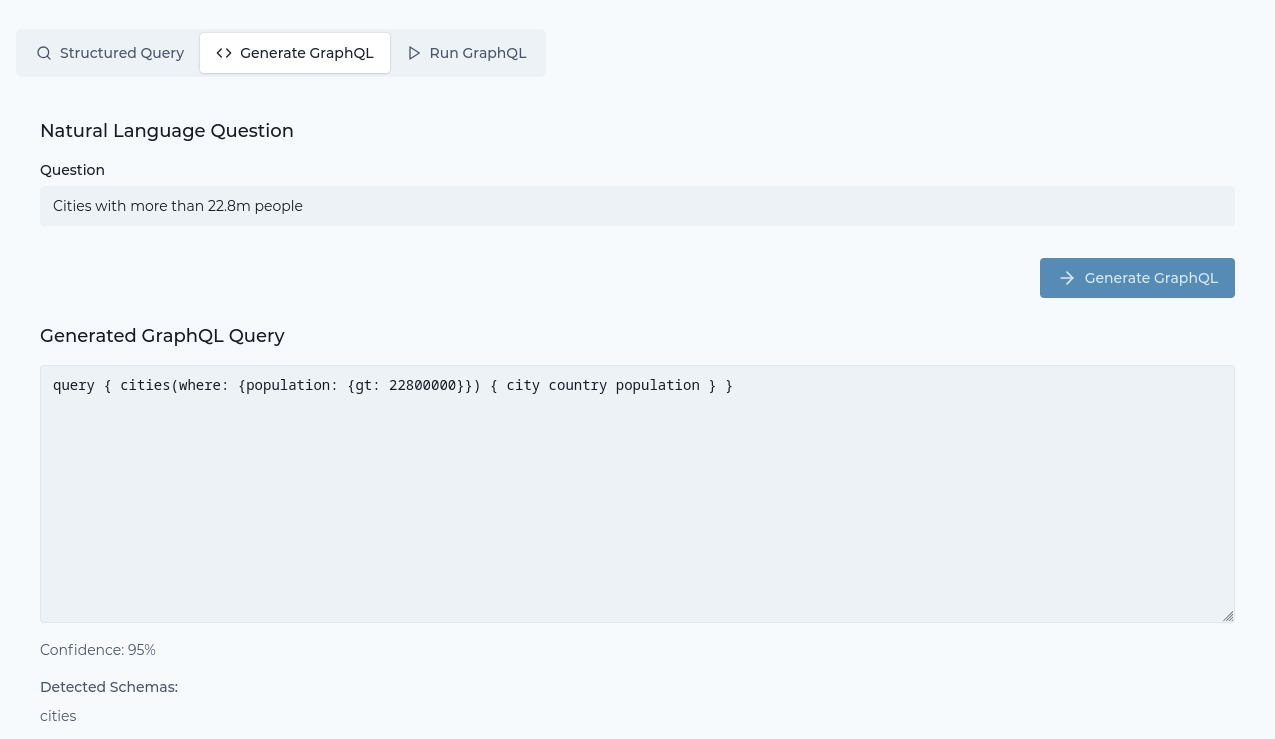 Structured Query
Generate GraphQL
Run GraphQL
Natural Language Question
Question
Cities with more than 22.8m people
Generate GraphQL
Generated GraphQL Query
query { cities(where: {population: {gt: 22800000}}) { city country population } }
Confidence: 95%
Detected Schemas:
cities